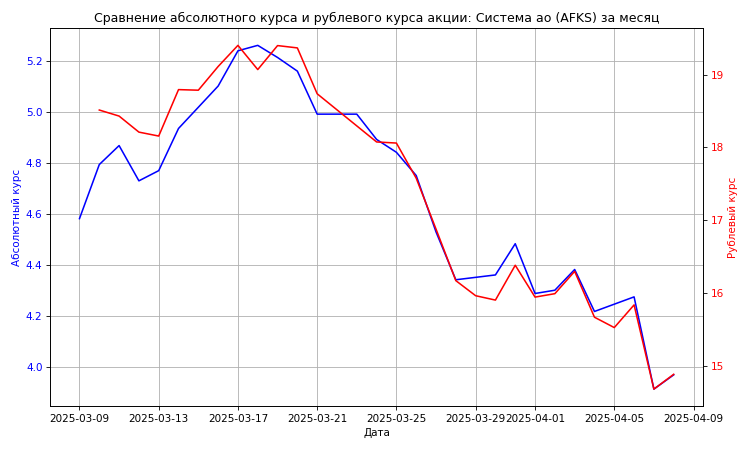 Сравнение абсолютного курса и рублевого курса акции: Система ао (AFKS) за месяц
Абсолютный курс
5.2
5.0
4.8
4.6
4.4
4.2
4.0
19
18
17
16
15
Рублевый курс
2025-03-09 2025-03-13 2025-03-17 2025-03-21 2025-03-25 2025-03-29 2025-04-01 2025-04-05 2025-04-09
Дата